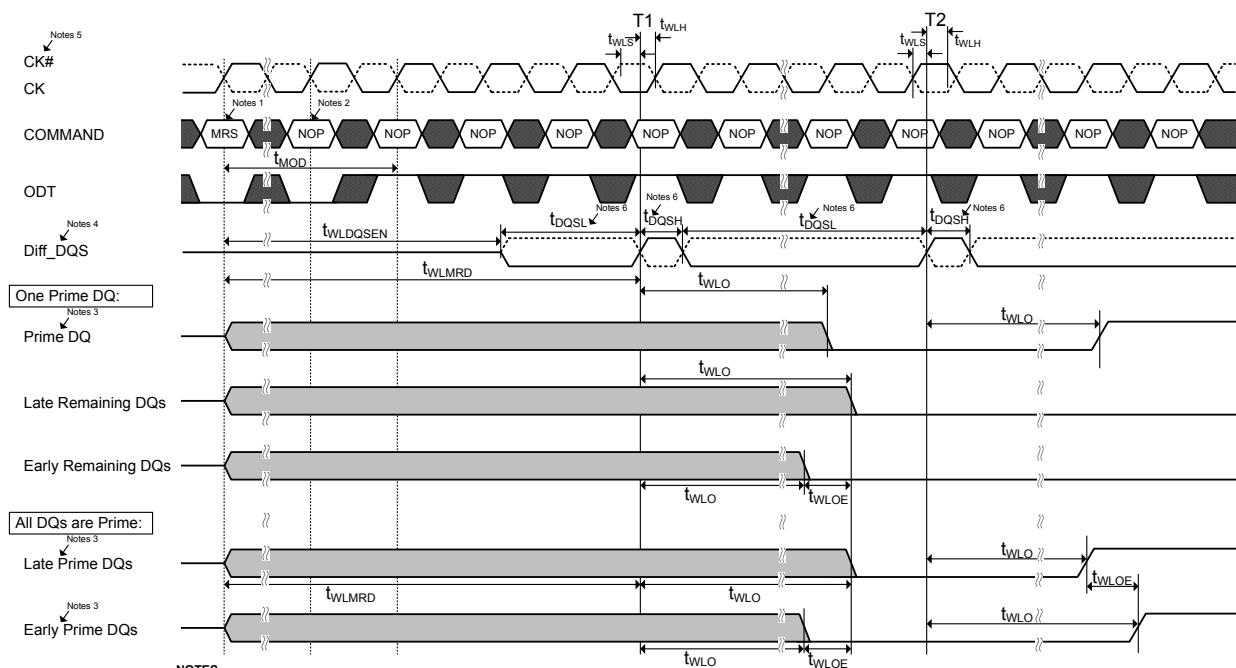 T1
T2
tWLS
tWLH
tWLS
tWLH
Notes 5
CK#
CK
Notes 1
Notes 2
COMMAND
MRS
NOP
NOP
NOP
NOP
NOP
NOP
NOP
NOP
NOP
NOP
NOP
tMOD
ODT
Notes 4
Diff_DQS
tWLDQSEN
tDQSL
Notes 6
tDQSH
Notes 6
tDQSL
Notes 6
tDQSH
Notes 6
tWLMRD
tWLO
One Prime DQ:
Notes 3
Prime DQ
tWLO
tWLO
Late Remaining DQs
Early Remaining DQs
tWLO
tWLOE
All DQs are Prime:
Notes 3
Late Prime DQs
tWLO
tWLOE
tWLMRD
tWLO
Notes 3
Early Prime DQs
tWLO
tWLO
tWLOE
NOTES